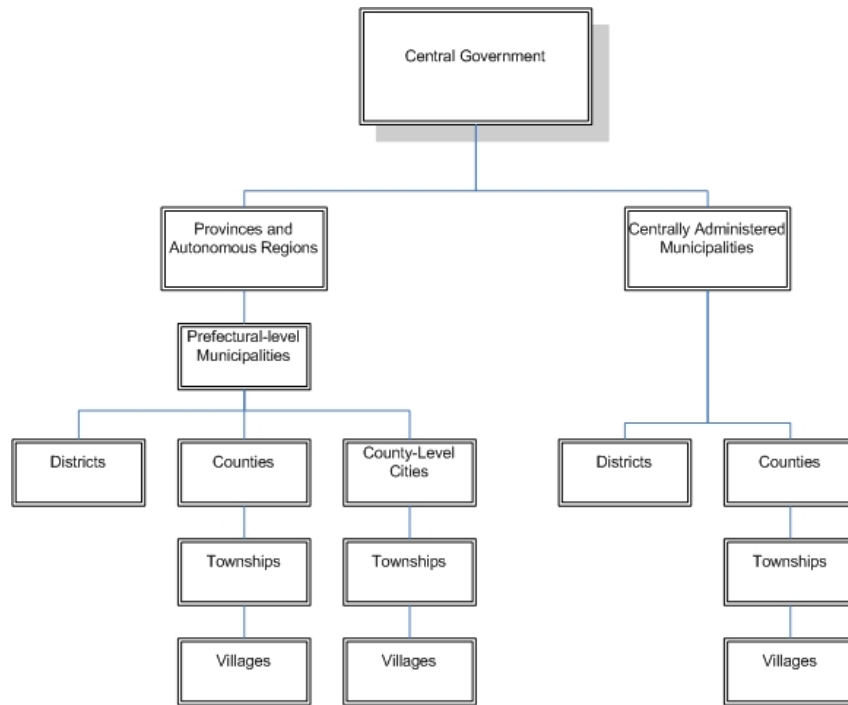 Central Government
Provinces and
Autonomous Regions
Centrally Administered
Municipalities
Prefectural-level
Municipalities
Districts
Counties
County-Level
Cities
Districts
Counties
Townships
Townships
Townships
Villages
Villages
Villages